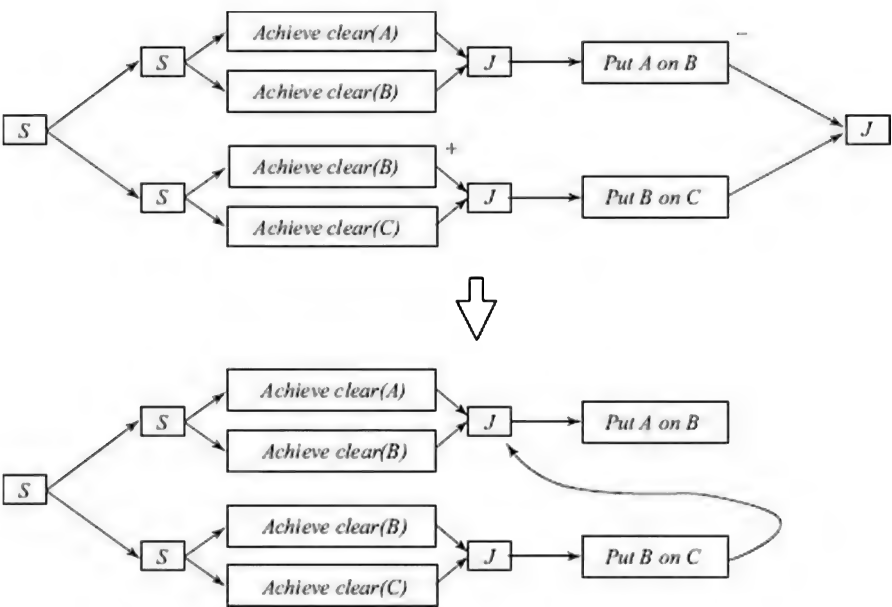 Achieve clear(A)
−
S
J
Put A on B
Achieve clear(B)
S
J
Achieve clear(B)
+
S
J
Put B on C
Achieve clear(C)
Achieve clear(A)
S
J
Put A on B
Achieve clear(B)
S
Achieve clear(B)
S
J
Put B on C
Achieve clear(C)